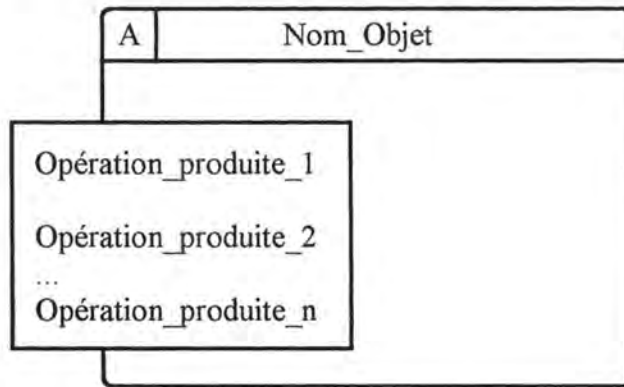 A Nom_Objet
Opération_produite_1
Opération_produite_2
...
Opération_produite_n